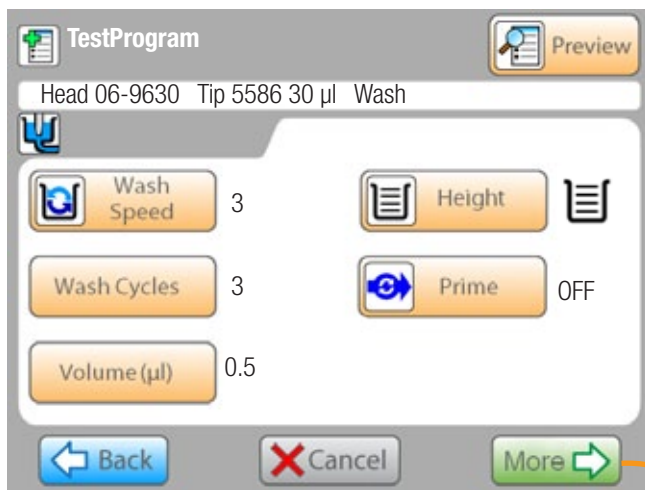 TestProgram
Preview
Head 06-9630 Tip 5586 30 µl Wash
Wash Speed 3
Height
Wash Cycles 3
Prime OFF
Volume (µl) 0.5
Back
Cancel
More